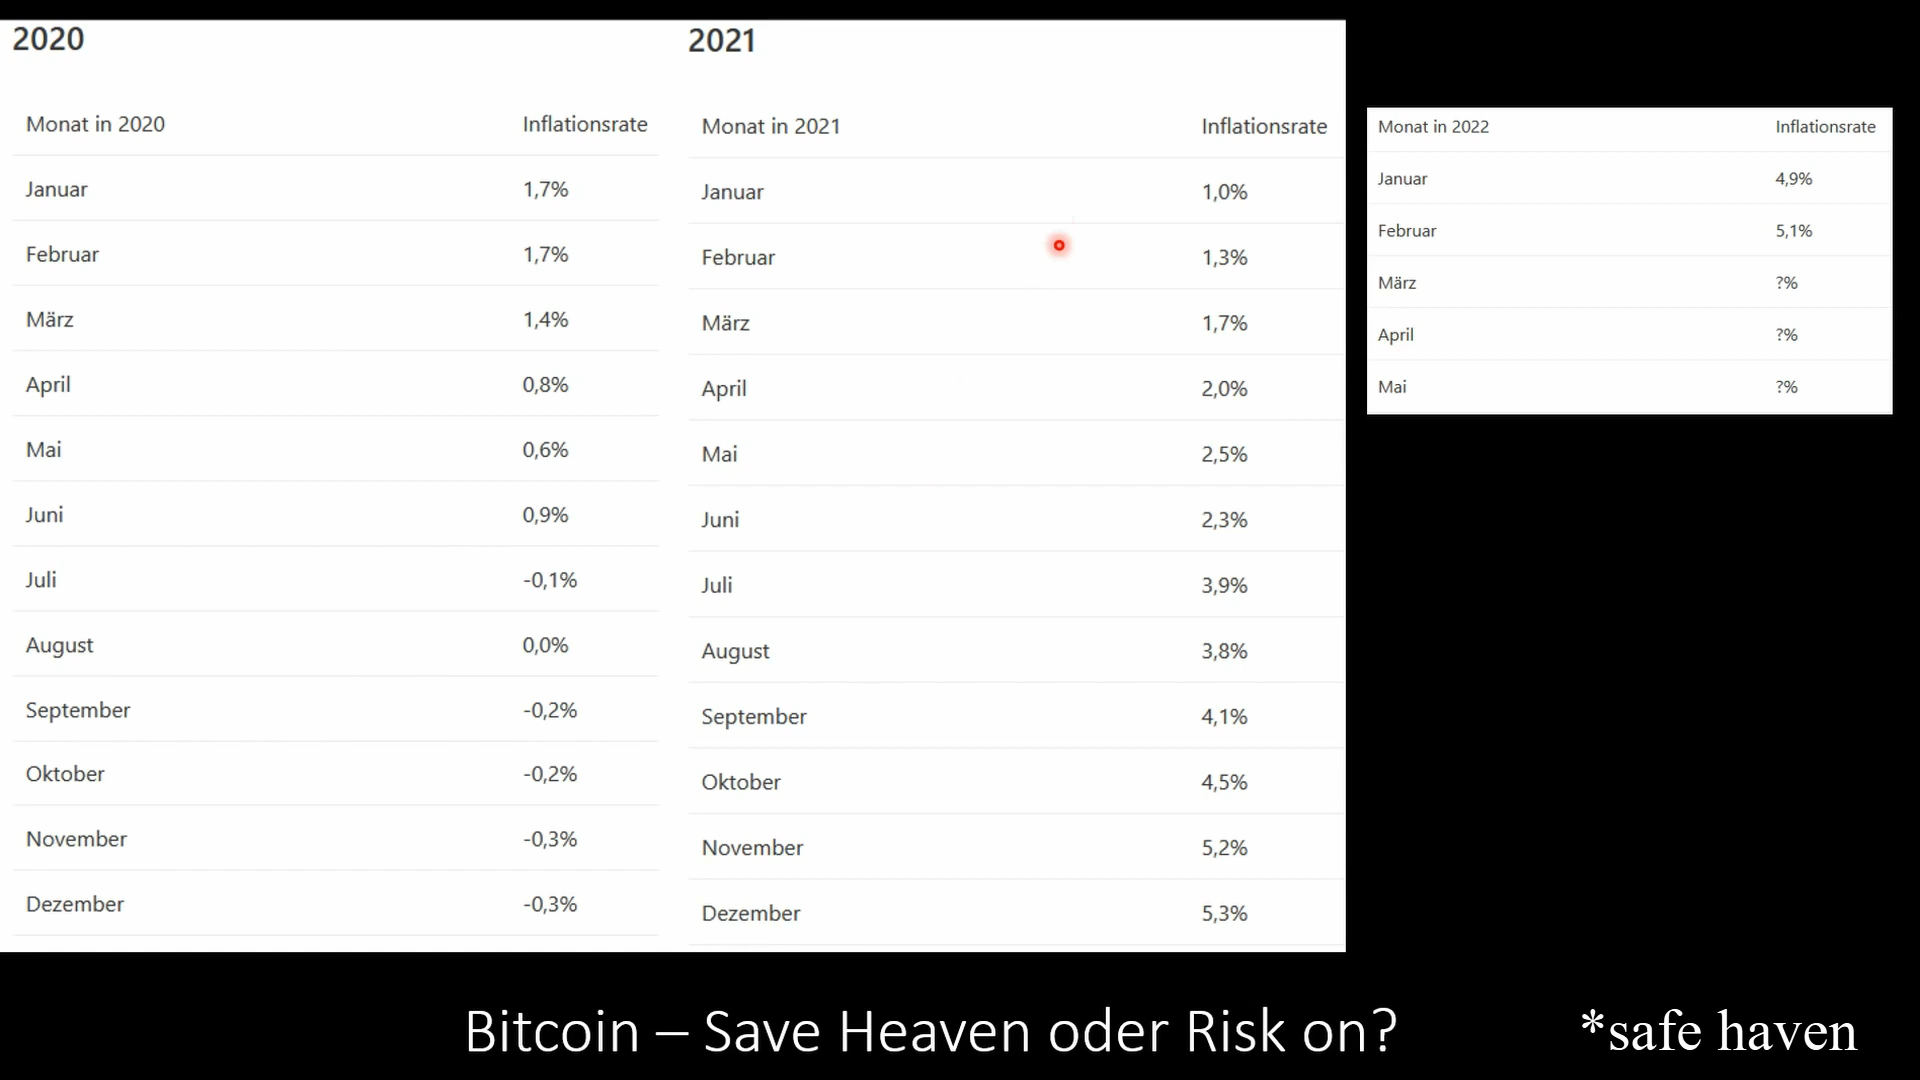 2020
Monat in 2020 Inflationsrate
Januar 1,7%
Februar 1,7%
März 1,4%
April 0,8%
Mai 0,6%
Juni 0,9%
Juli -0,1%
August 0,0%
September -0,2%
Oktober -0,2%
November -0,3%
Dezember -0,3%
2021
Monat in 2021 Inflationsrate
Januar 1,0%
Februar 1,3%
März 1,7%
April 2,0%
Mai 2,5%
Juni 2,3%
Juli 3,9%
August 3,8%
September 4,1%
Oktober 4,5%
November 5,2%
Dezember 5,3%
Monat in 2022 Inflationsrate
Januar 4,9%
Februar 5,1%
März ?%
April ?%
Mai ?%
Bitcoin – Save Heaven oder Risk on?
*safe haven